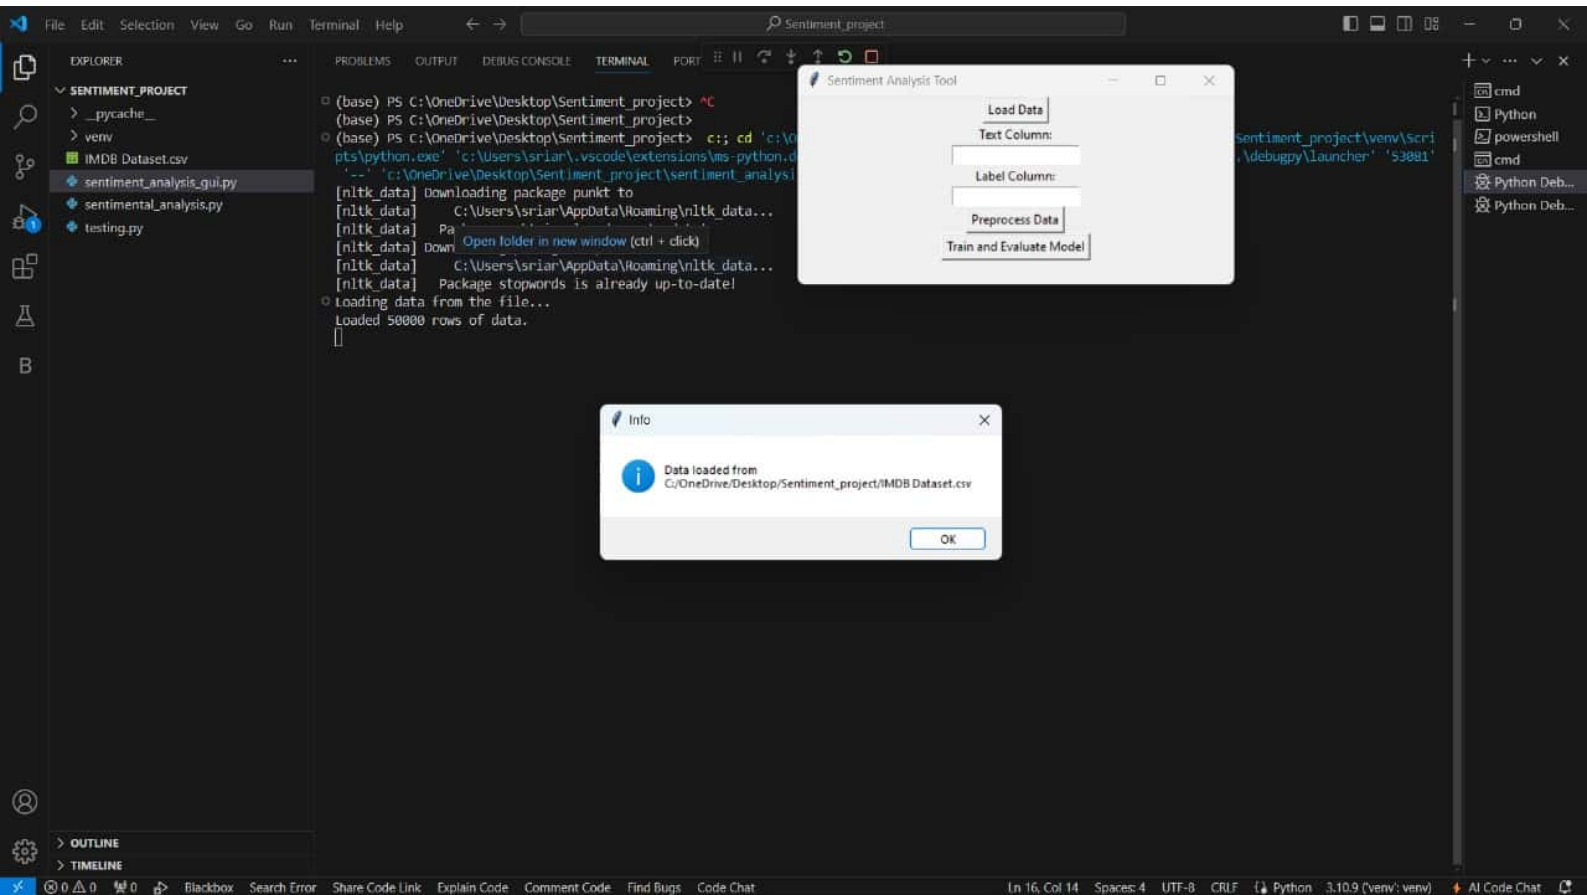 File Edit Selection View Go Run Terminal Help
Sentiment_project
EXPLORER
SENTIMENT_PROJECT
__pycache__
venv
IMDB Dataset.csv
sentiment_analysis_gui.py
sentimental_analysis.py
testing.py
OUTLINE
TIMELINE
PROBLEMS OUTPUT DEBUG CONSOLE TERMINAL PORT
(base) PS C:\OneDrive\Desktop\Sentiment_project> ^C
(base) PS C:\OneDrive\Desktop\Sentiment_project>
(base) PS C:\OneDrive\Desktop\Sentiment_project> c:; cd 'c:\O Sentiment_project\venv\Scri
pts\python.exe' 'c:\Users\sriar\.vscode\extensions\ms-python.d .\debugpy\launcher' '53081'
'--' 'c:\OneDrive\Desktop\Sentiment_project\sentiment_analysi
[nltk_data] Downloading package punkt to
[nltk_data] C:\Users\sriar\AppData\Roaming\nltk_data...
[nltk_data] Pa
Open folder in new window (ctrl + click)
[nltk_data] Down
[nltk_data] C:\Users\sriar\AppData\Roaming\nltk_data...
[nltk_data] Package stopwords is already up-to-date!
Loading data from the file...
Loaded 50000 rows of data.
Sentiment Analysis Tool
Load Data
Text Column:
Label Column:
Preprocess Data
Train and Evaluate Model
Info
Data loaded from
C:/OneDrive/Desktop/Sentiment_project/IMDB Dataset.csv
OK
cmd
Python
powershell
cmd
Python Deb...
Python Deb...
B
1
0 0 0 Blackbox Search Error Share Code Link Explain Code Comment Code Find Bugs Code Chat Ln 16, Col 14 Spaces: 4 UTF-8 CRLF Python 3.10.9 ('venv': venv) AI Code Chat